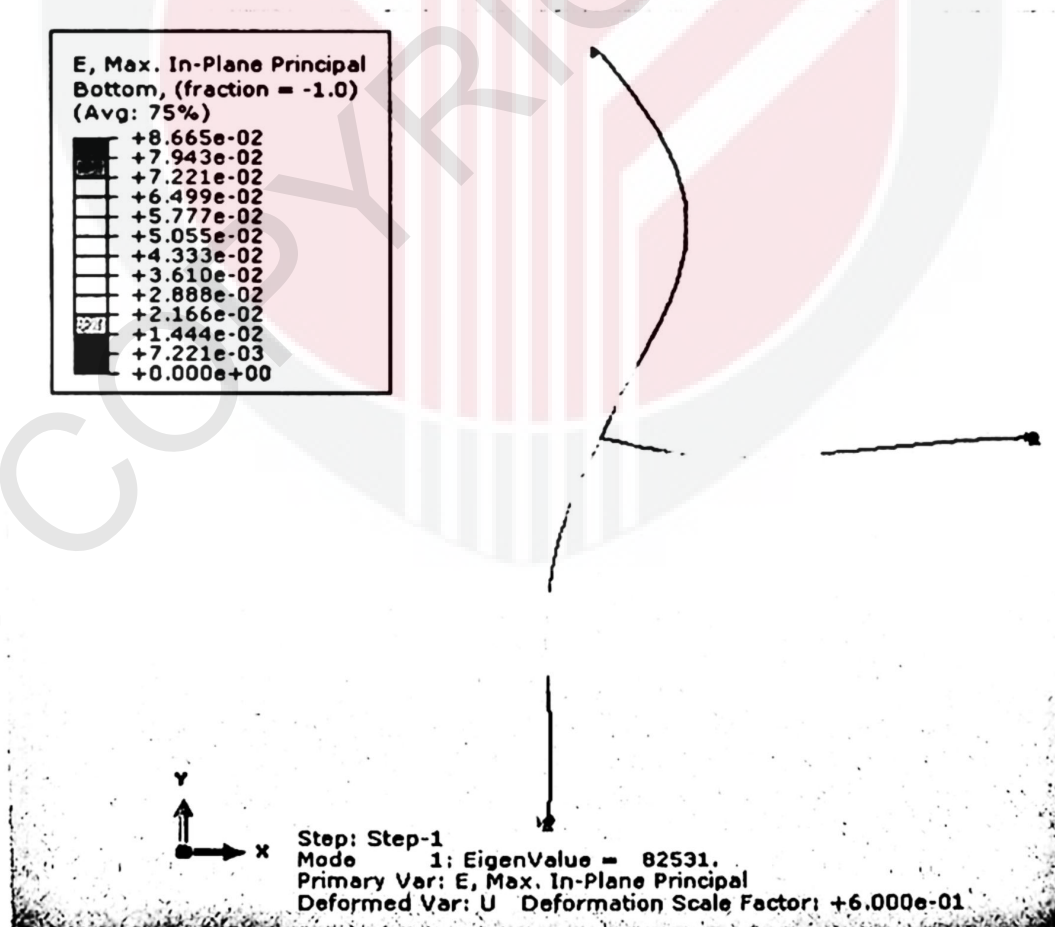 E, Max. In-Plane Principal
Bottom, (fraction = -1.0)
(Avg: 75%)
+8.665e-02
+7.943e-02
+7.221e-02
+6.499e-02
+5.777e-02
+5.055e-02
+4.333e-02
+3.610e-02
+2.888e-02
+2.166e-02
+1.444e-02
+7.221e-03
+0.000e+00
COPYRI
Y
X
Step: Step-1
Mode 1: EigenValue = 82531.
Primary Var: E, Max. In-Plane Principal
Deformed Var: U Deformation Scale Factor: +6.000e-01